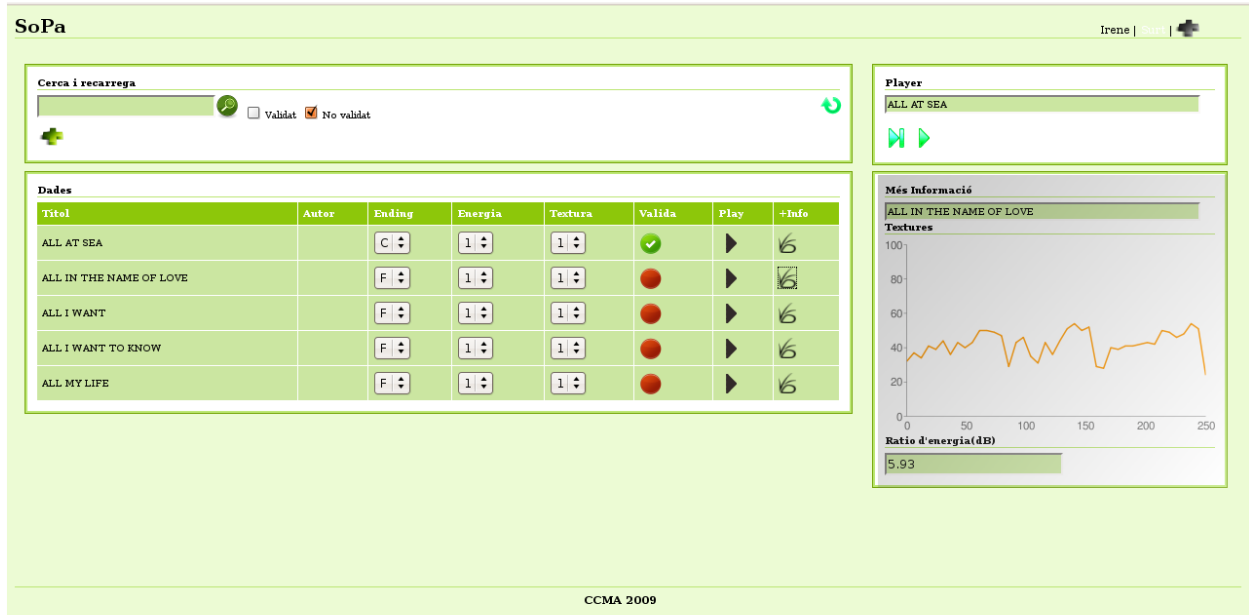 SoPa
Irene | Surt |
Cerca i recarrega
Validat No validat
Player
ALL AT SEA
Dades
Títol Autor Ending Energia Textura Valida Play +Info
ALL AT SEA C 1 1
ALL IN THE NAME OF LOVE F 1 1
ALL I WANT F 1 1
ALL I WANT TO KNOW F 1 1
ALL MY LIFE F 1 1
Més Informació
ALL IN THE NAME OF LOVE
Textures
100
80
60
40
20
0
0 50 100 150 200 250
Ratio d'energia(dB)
5.93
CCMA 2009